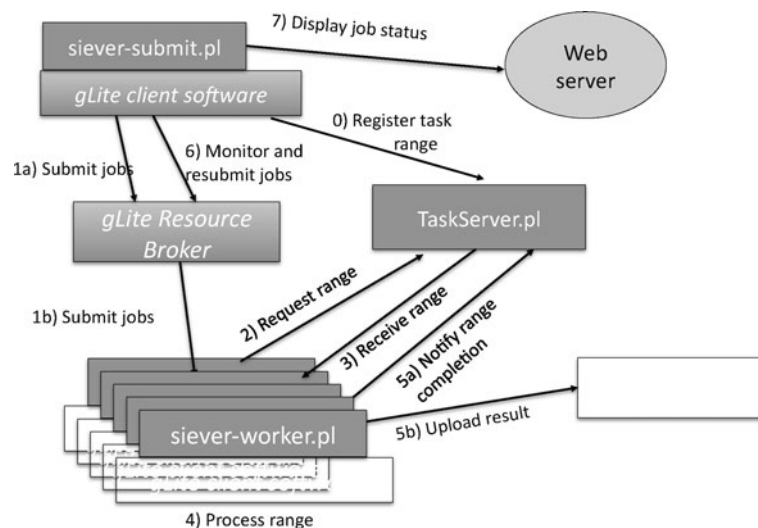 siever-submit.pl
gLite client software
7) Display job status
Web
server
0) Register task
range
1a) Submit jobs
6) Monitor and
resubmit jobs
gLite Resource
Broker
TaskServer.pl
1b) Submit jobs
2) Request range
3) Receive range
5a) Notify range
completion
siever-worker.pl
5b) Upload result
4) Process range